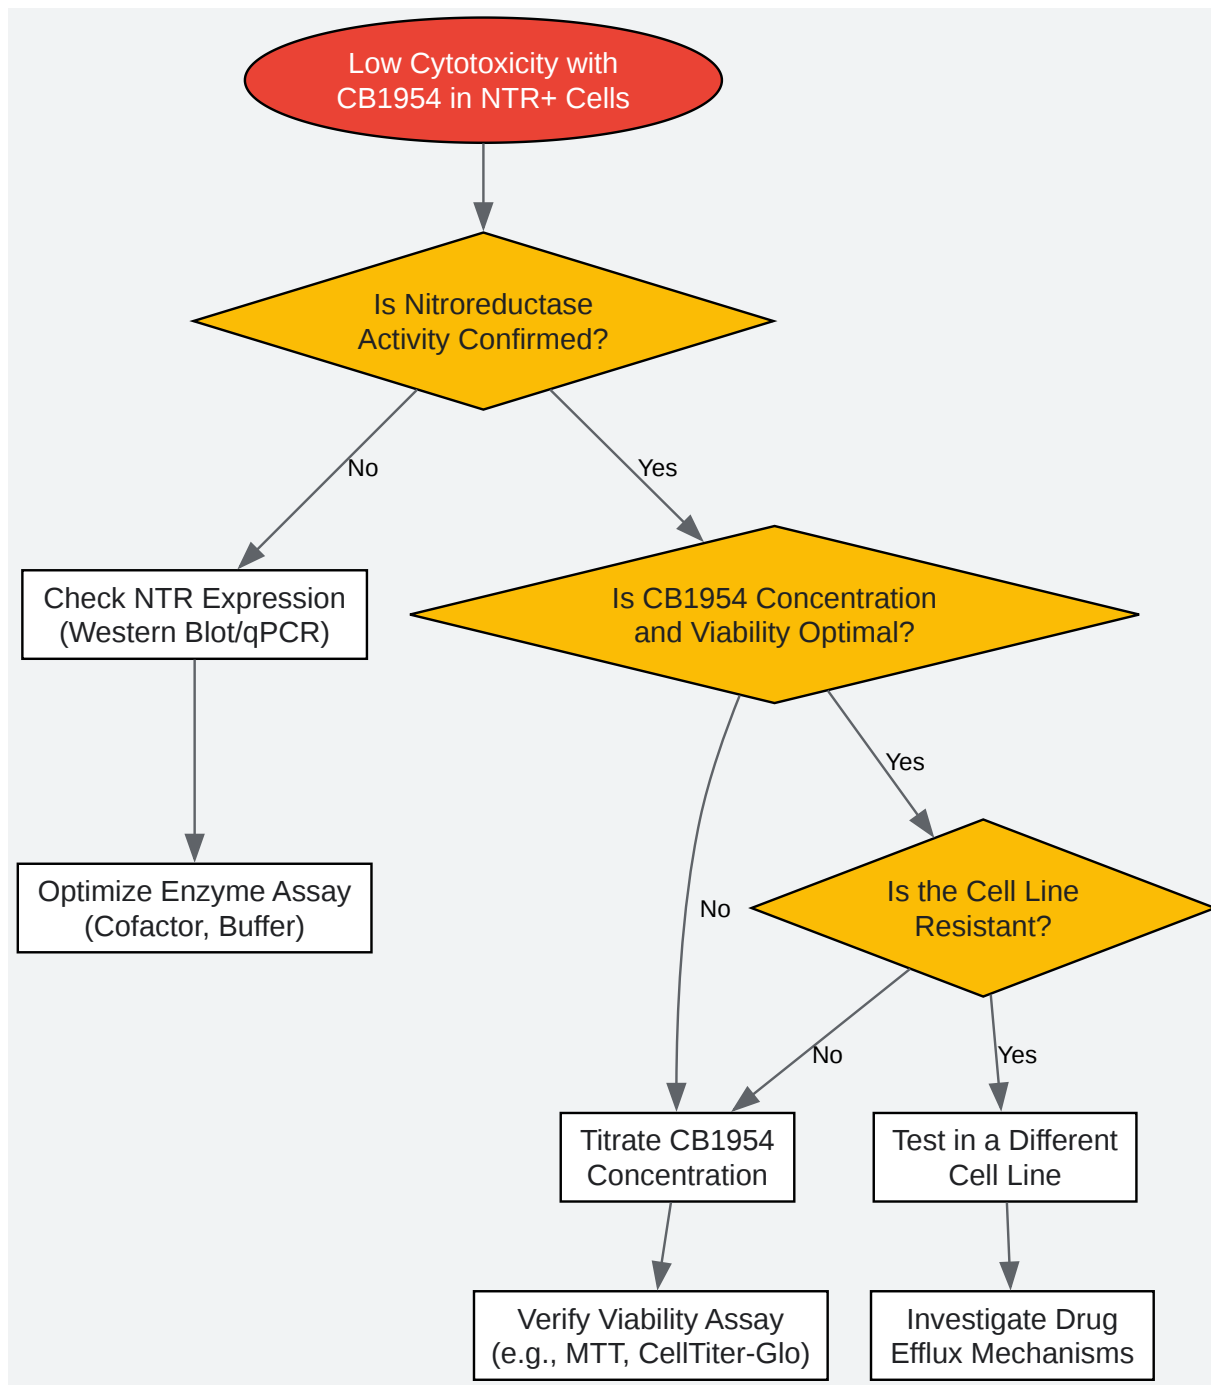 Low Cytotoxicity with
CB1954 in NTR+ Cells
Is Nitroreductase
Activity Confirmed?
No
Yes
Check NTR Expression
(Western Blot/qPCR)
Is CB1954 Concentration
and Viability Optimal?
Yes
Optimize Enzyme Assay
(Cofactor, Buffer)
No
Is the Cell Line
Resistant?
No
Yes
Titrate CB1954
Concentration
Test in a Different
Cell Line
Verify Viability Assay
(e.g., MTT, CellTiter-Glo)
Investigate Drug
Efflux Mechanisms